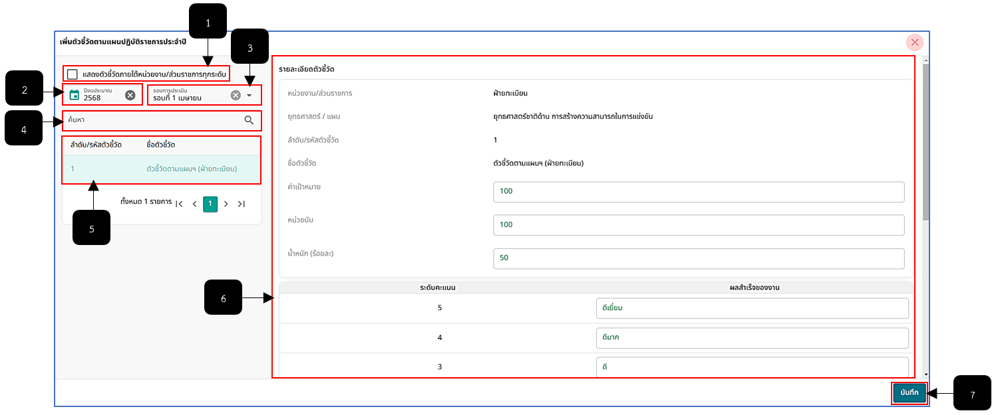 1
เพิ่มตัวชี้วัดตามแผนปฏิบัติราชการประจำปี
3
แสดงตัวชี้วัดภายใต้หน่วยงาน/ส่วนราชการทุกระดับ
2
ปีงบประมาณ
2568
รอบการประเมิน
รอบที่ 1 เมษายน
4
ค้นหา
ลำดับ/รหัสตัวชี้วัด ชื่อตัวชี้วัด
1 ตัวชี้วัดตามแผนฯ (ฝ่ายทะเบียน)
ทั้งหมด 1 รายการ 1
5
รายละเอียดตัวชี้วัด
หน่วยงาน/ส่วนราชการ ฝ่ายทะเบียน
ยุทธศาสตร์ / แผน ยุทธศาสตร์ชาติด้าน การสร้างความสามารถในการแข่งขัน
ลำดับ/รหัสตัวชี้วัด 1
ชื่อตัวชี้วัด ตัวชี้วัดตามแผนฯ (ฝ่ายทะเบียน)
ค่าเป้าหมาย 100
หน่วยนับ 100
น้ำหนัก (ร้อยละ) 50
6
ระดับคะแนน ผลสำเร็จของงาน
5 ดีเยี่ยม
4 ดีมาก
3 ดี
บันทึก
7